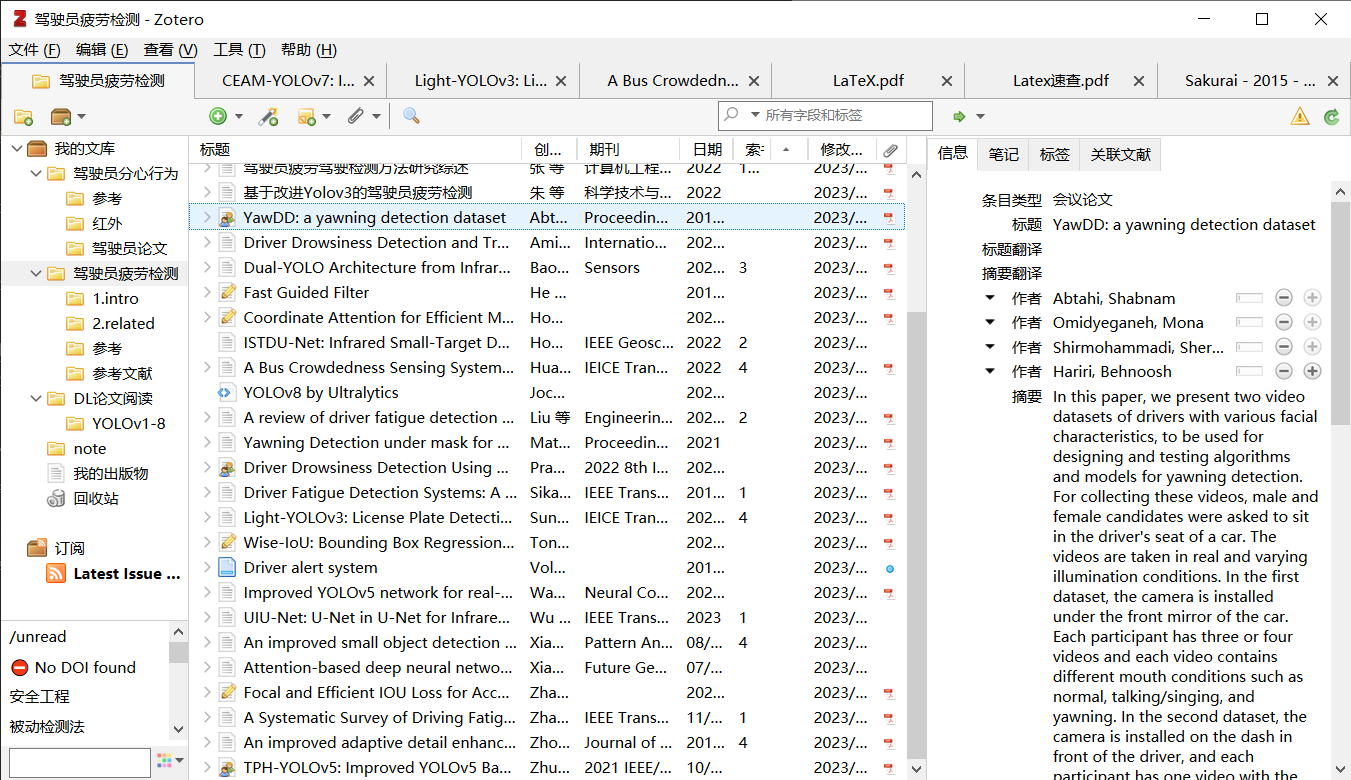 驾驶员疲劳检测 - Zotero
文件 (F) 编辑 (E) 查看 (V) 工具 (T) 帮助 (H)
驾驶员疲劳检测 CEAM-YOLOv7: I... Light-YOLOv3: Li... A Bus Crowdedn... LaTeX.pdf Latex速查.pdf Sakurai - 2015 - ...
所有字段和标签
我的文库
驾驶员分心行为
参考
红外
驾驶员论文
驾驶员疲劳检测
1.intro
2.related
参考
参考文献
DL论文阅读
YOLOv1-8
note
我的出版物
回收站
订阅
Latest Issue ...
/unread
No DOI found
安全工程
被动检测法
标题 创... 期刊 日期 索 修改...
驾驶员疲劳驾驶检测方法研究综述 张 等 计算机工程... 2022 1... 2023/...
基于改进Yolov3的驾驶员疲劳检测 朱 等 科学技术与... 2022 2023/...
YawDD: a yawning detection dataset Abt... Proceedin... 201... 2023/...
Driver Drowsiness Detection and Tr... Ami... Internatio... 202... 2023/...
Dual-YOLO Architecture from Infrar... Bao... Sensors 202... 3 2023/...
Fast Guided Filter He ... 201... 2023/...
Coordinate Attention for Efficient M... Ho... 202... 2023/...
ISTDU-Net: Infrared Small-Target D... Ho... IEEE Geosc... 2022 2 2023/...
A Bus Crowdedness Sensing System... Hua... IEICE Tran... 2022 4 2023/...
YOLOv8 by Ultralytics Joc... 202... 2023/...
A review of driver fatigue detection ... Liu 等 Engineerin... 202... 2 2023/...
Yawning Detection under mask for ... Mat... Proceedin... 2021 2023/...
Driver Drowsiness Detection Using ... Pra... 2022 8th I... 202... 2023/...
Driver Fatigue Detection Systems: A ... Sika... IEEE Trans... 201... 1 2023/...
Light-YOLOv3: License Plate Detecti... Sun... IEICE Tran... 202... 4 2023/...
Wise-IoU: Bounding Box Regression... Ton... 202... 2023/...
Driver alert system Vol... 201... 2023/...
Improved YOLOv5 network for real-... Wa... Neural Co... 202... 2023/...
UIU-Net: U-Net in U-Net for Infrare... Wu ... IEEE Trans... 2023 1 2023/...
An improved small object detection ... Xia... Pattern An... 08/... 4 2023/...
Attention-based deep neural netwo... Xia... Future Ge... 07/... 2023/...
Focal and Efficient IOU Loss for Acc... Zha... 202... 2023/...
A Systematic Survey of Driving Fatig... Zha... IEEE Trans... 11/... 1 2023/...
An improved adaptive detail enhanc... Zho... Journal of ... 201... 4 2023/...
TPH-YOLOv5: Improved YOLOv5 Ba... Zhu... 2021 IEEE/... 10/... 2023/...
信息 笔记 标签 关联文献
条目类型 会议论文
标题 YawDD: a yawning detection dataset
标题翻译
摘要翻译
作者 Abtahi, Shabnam
作者 Omidyeganeh, Mona
作者 Shirmohammadi, Sher...
作者 Hariri, Behnoosh
摘要 In this paper, we present two video
datasets of drivers with various facial
characteristics, to be used for
designing and testing algorithms
and models for yawning detection.
For collecting these videos, male and
female candidates were asked to sit
in the driver's seat of a car. The
videos are taken in real and varying
illumination conditions. In the first
dataset, the camera is installed
under the front mirror of the car.
Each participant has three or four
videos and each video contains
different mouth conditions such as
normal, talking/singing, and
yawning. In the second dataset, the
camera is installed on the dash in
front of the driver, and each
participant has one video with the